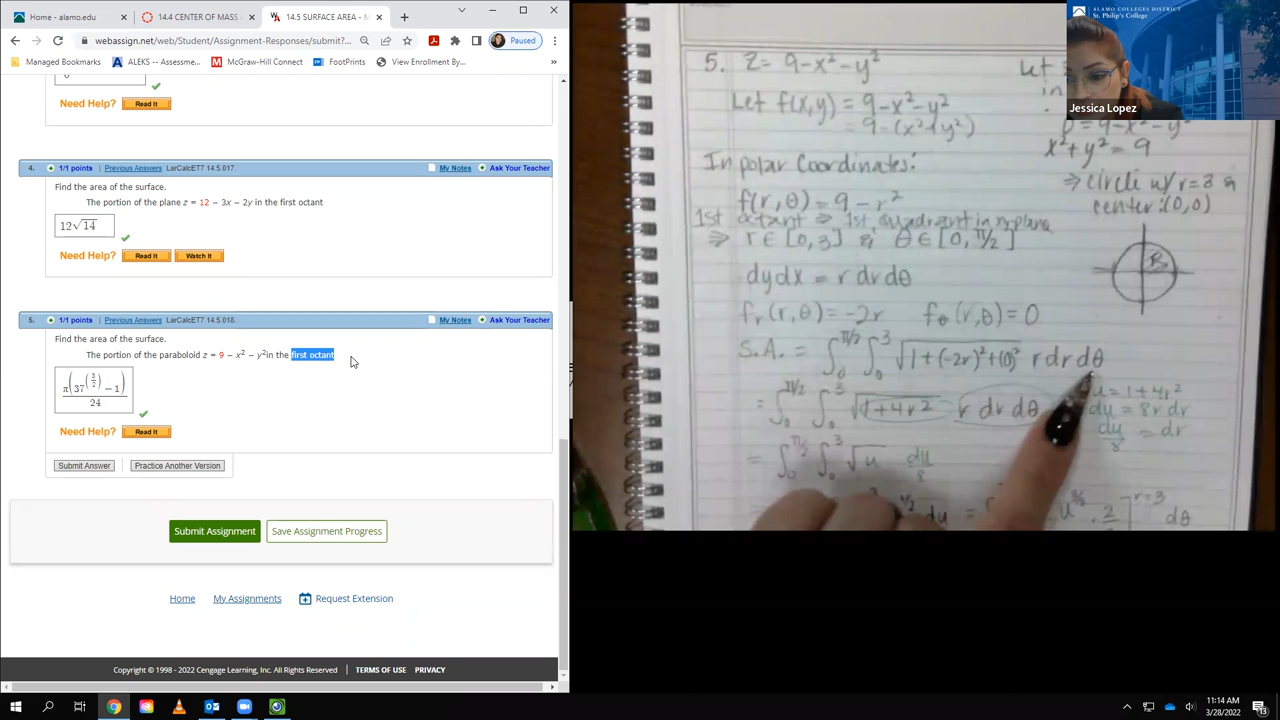 Home - alamo.edu
14.4 CENTER OF MASS
14.5 SURFACE AREA - M
webassign.net/web/Student/Assignment-Responses/submit?...
Paused
Managed Bookmarks
ALEKS -- Assessme...
McGraw-Hill Connect
FootPrints
View Enrollment By...
Need Help?
Read It
4.
1/1 points
Previous Answers
LarCalcET7 14.5.017.
My Notes
Ask Your Teacher
Find the area of the surface.
The portion of the plane z = 12 − 3x − 2y in the first octant
12√14
Need Help?
Read It
Watch It
5.
1/1 points
Previous Answers
LarCalcET7 14.5.018.
My Notes
Ask Your Teacher
Find the area of the surface.
The portion of the paraboloid z = 9 − x² − y²in the first octant
π(37^(3/2) − 1)
24
Need Help?
Read It
Submit Answer
Practice Another Version
Submit Assignment
Save Assignment Progress
Home
My Assignments
Request Extension
Copyright © 1998 - 2022 Cengage Learning, Inc. All Rights Reserved
TERMS OF USE
PRIVACY
5. z = 9-x²-y²
Let f(x,y) = 9-x²-y²
= 9-(x²+y²)
In polar Coordinates:
f(r,θ) = 9-r²
1st octant ⇒ 1st quadrant in xy plane
⇒ r ∈ [0,3] & θ ∈ [0, π/2]
dydx = r dr dθ
f_r(r,θ) = -2r f_θ(r,θ) = 0
S.A. = ∫₀^π/2 ∫₀³ √1+(-2r)²+(0)² r dr dθ
= ∫₀^π/2 ∫₀³ √1+4r² r dr dθ
= ∫₀^π/2 ∫₀³ √u du/8
u = 1+4r²
du = 8r dr
du/8 = dr
r=3
dθ
Let
in
0 = 9-x²-y²
x²+y² = 9
⇒ circle w/ r=3 &
center: (0,0)
R
ALAMO COLLEGES DISTRICT
St. Philip's College
Jessica Lopez
11:14 AM
3/28/2022
13